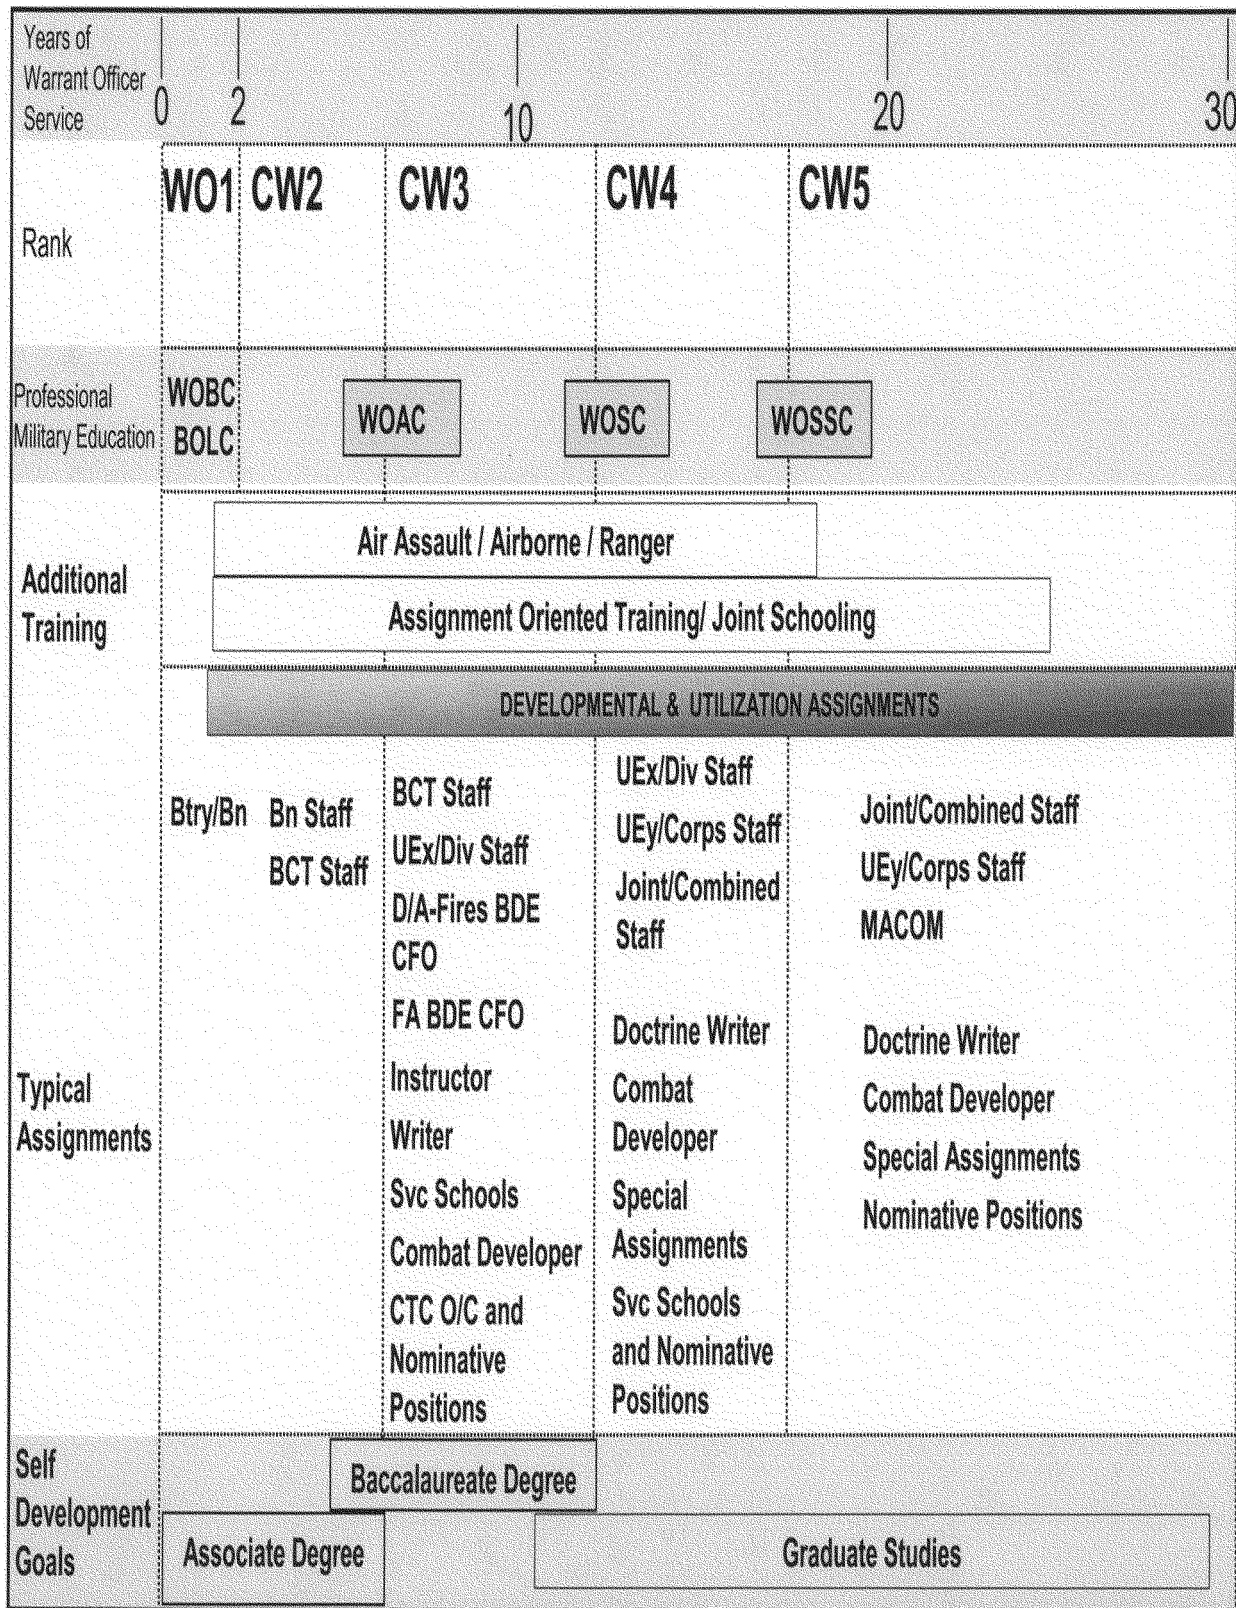 Years of
Warrant Officer
Service
0
2
10
20
30
Rank
WO1
CW2
CW3
CW4
CW5
Professional
Military Education
WOBC
BOLC
WOAC
WOSC
WOSSC
Additional
Training
Air Assault / Airborne / Ranger
Assignment Oriented Training/ Joint Schooling
DEVELOPMENTAL & UTILIZATION ASSIGNMENTS
Typical
Assignments
Btry/Bn
Bn Staff
BCT Staff
BCT Staff
UEx/Div Staff
D/A-Fires BDE
CFO
FA BDE CFO
Instructor
Writer
Svc Schools
Combat Developer
CTC O/C and
Nominative
Positions
UEx/Div Staff
UEy/Corps Staff
Joint/Combined
Staff
Doctrine Writer
Combat
Developer
Special
Assignments
Svc Schools
and Nominative
Positions
Joint/Combined Staff
UEy/Corps Staff
MACOM
Doctrine Writer
Combat Developer
Special Assignments
Nominative Positions
Self
Development
Goals
Baccalaureate Degree
Associate Degree
Graduate Studies